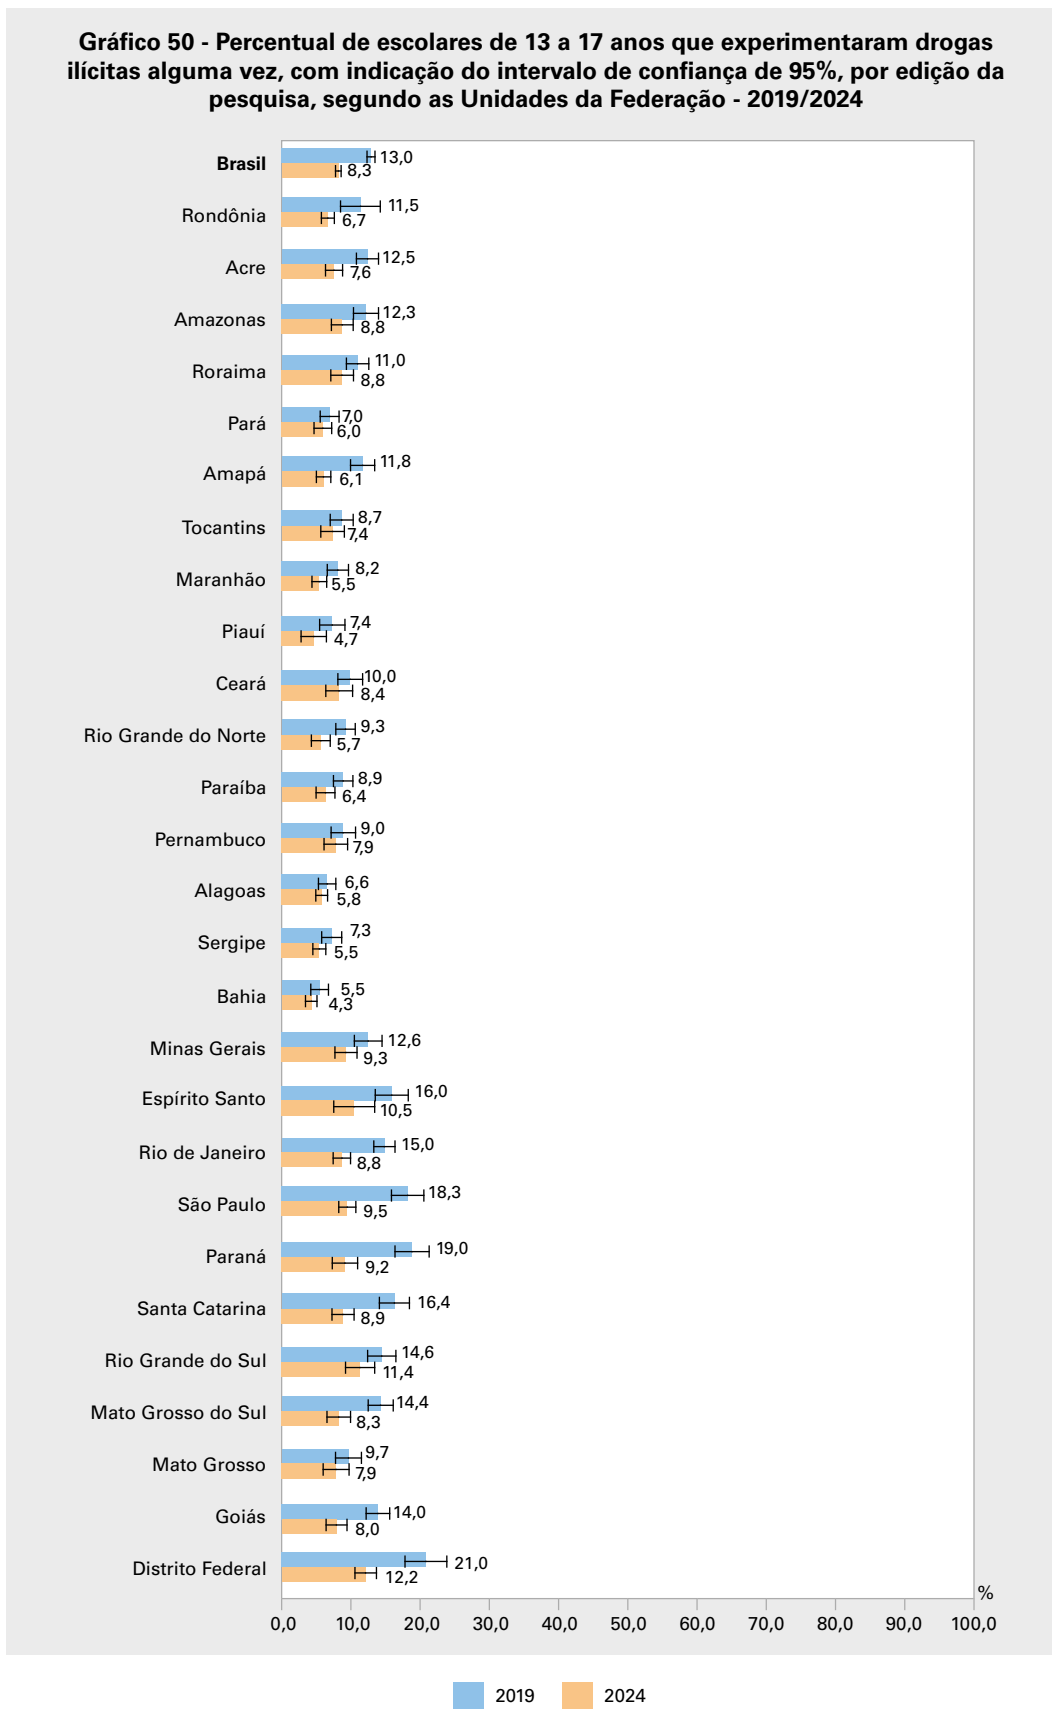 Gráfico 50 - Percentual de escolares de 13 a 17 anos que experimentaram drogas
ilícitas alguma vez, com indicação do intervalo de confiança de 95%, por edição da
pesquisa, segundo as Unidades da Federação - 2019/2024
Brasil 13,0
8,3
Rondônia 11,5
6,7
Acre 12,5
7,6
Amazonas 12,3
8,8
Roraima 11,0
8,8
Pará 7,0
6,0
Amapá 11,8
6,1
Tocantins 8,7
7,4
Maranhão 8,2
5,5
Piauí 7,4
4,7
Ceará 10,0
8,4
Rio Grande do Norte 9,3
5,7
Paraíba 8,9
6,4
Pernambuco 9,0
7,9
Alagoas 6,6
5,8
Sergipe 7,3
5,5
Bahia 5,5
4,3
Minas Gerais 12,6
9,3
Espírito Santo 16,0
10,5
Rio de Janeiro 15,0
8,8
São Paulo 18,3
9,5
Paraná 19,0
9,2
Santa Catarina 16,4
8,9
Rio Grande do Sul 14,6
11,4
Mato Grosso do Sul 14,4
8,3
Mato Grosso 9,7
7,9
Goiás 14,0
8,0
Distrito Federal 21,0
12,2
%
0,0 10,0 20,0 30,0 40,0 50,0 60,0 70,0 80,0 90,0 100,0
2019 2024